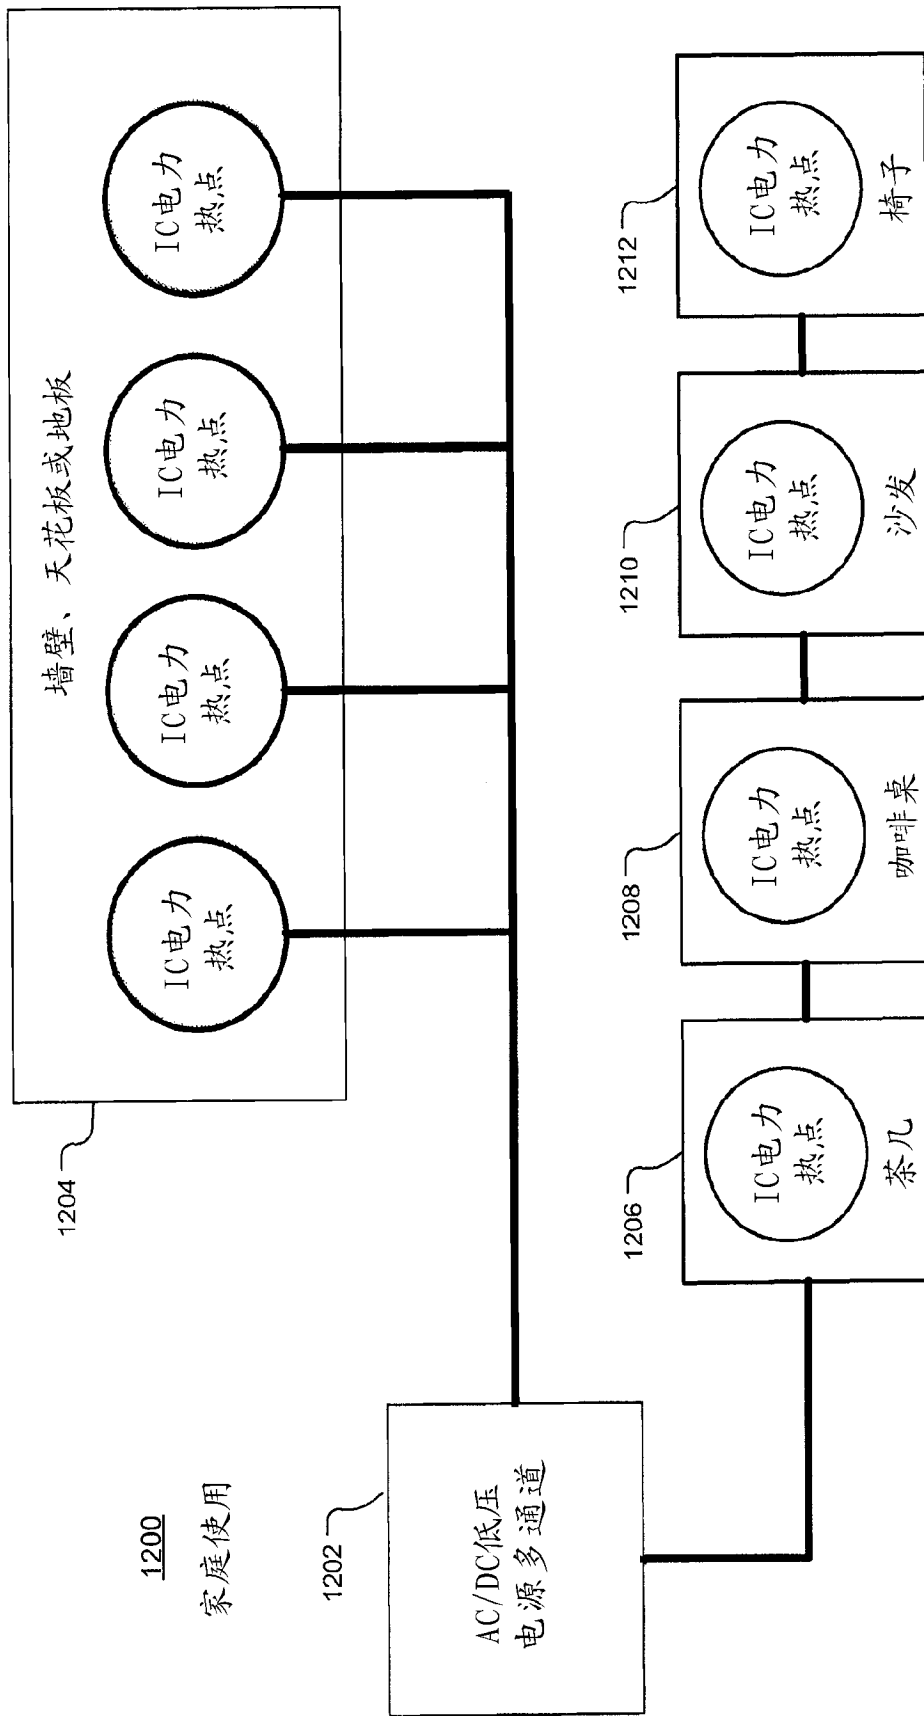 1200
家庭使用
1202
AC/DC低压
电源多通道
1204
墙壁、天花板或地板
IC电力
热点
IC电力
热点
IC电力
热点
IC电力
热点
1206
IC电力
热点
茶几
1208
IC电力
热点
咖啡桌
1210
IC电力
热点
沙发
1212
IC电力
热点
椅子